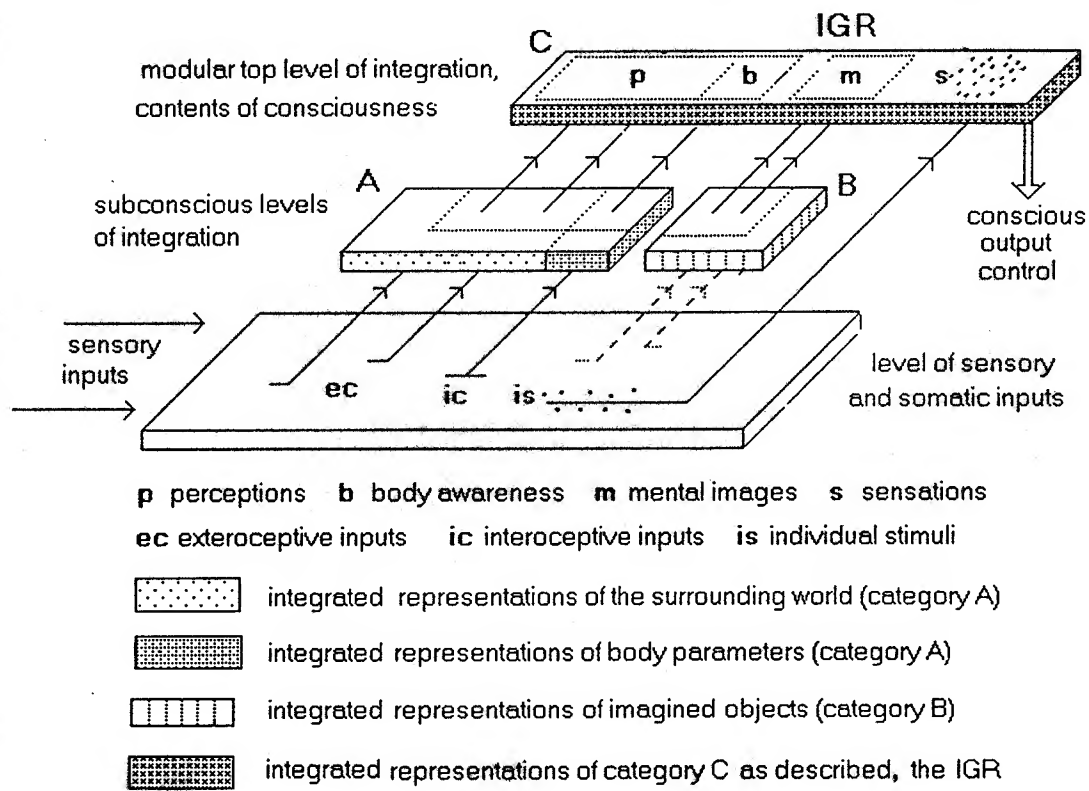 IGR
C
modular top level of integration,
contents of consciousness
p b m s
A
B
subconscious levels
of integration
conscious
output
control
sensory
inputs
ec ic is
level of sensory
and somatic inputs
p perceptions b body awareness m mental images s sensations
ec exteroceptive inputs ic interoceptive inputs is individual stimuli
integrated representations of the surrounding world (category A)
integrated representations of body parameters (category A)
integrated representations of imagined objects (category B)
integrated representations of category C as described, the IGR